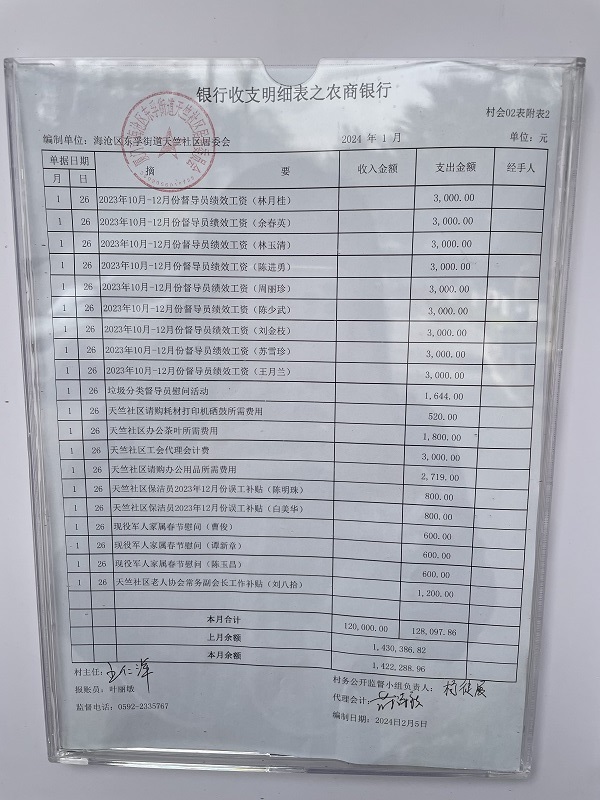 银行收支明细表之农商银行
村会02表附表2
编制单位：海沧区东孚街道天竺社区居委会 2024 年 1 月 单位：元
单据日期 摘 要 收入金额 支出金额 经手人
月 日
1 26 2023年10月-12月份督导员绩效工资（林月桂） 3,000.00
1 26 2023年10月-12月份督导员绩效工资（余春英） 3,000.00
1 26 2023年10月-12月份督导员绩效工资（林玉清） 3,000.00
1 26 2023年10月-12月份督导员绩效工资（陈进勇） 3,000.00
1 26 2023年10月-12月份督导员绩效工资（周丽珍） 3,000.00
1 26 2023年10月-12月份督导员绩效工资（陈少武） 3,000.00
1 26 2023年10月-12月份督导员绩效工资（刘金枝） 3,000.00
1 26 2023年10月-12月份督导员绩效工资（苏雪珍） 3,000.00
1 26 2023年10月-12月份督导员绩效工资（王月兰） 3,000.00
1 26 垃圾分类督导员慰问活动 1,644.00
1 26 天竺社区请购耗材打印机硒鼓所需费用 520.00
1 26 天竺社区办公茶叶所需费用 1,800.00
1 26 天竺社区工会代理会计费 3,000.00
1 26 天竺社区请购办公用品所需费用 2,719.00
1 26 天竺社区保洁员2023年12月份误工补贴（陈明珠） 800.00
1 26 天竺社区保洁员2023年12月份误工补贴（白美华） 800.00
1 26 现役军人家属春节慰问（曹俊） 600.00
1 26 现役军人家属春节慰问（谭新章） 600.00
1 26 现役军人家属春节慰问（陈玉昌） 600.00
1 26 天竺社区老人协会常务副会长工作补贴（刘八拾） 1,200.00
本月合计 120,000.00 128,097.86
上月余额 1,430,386.82
本月余额 1,422,288.96
村主任：王仁泽 村务公开监督小组负责人：
报账员：叶丽敏 代理会计：
监督电话：0592-2335767 编制日期：2024年2月5日